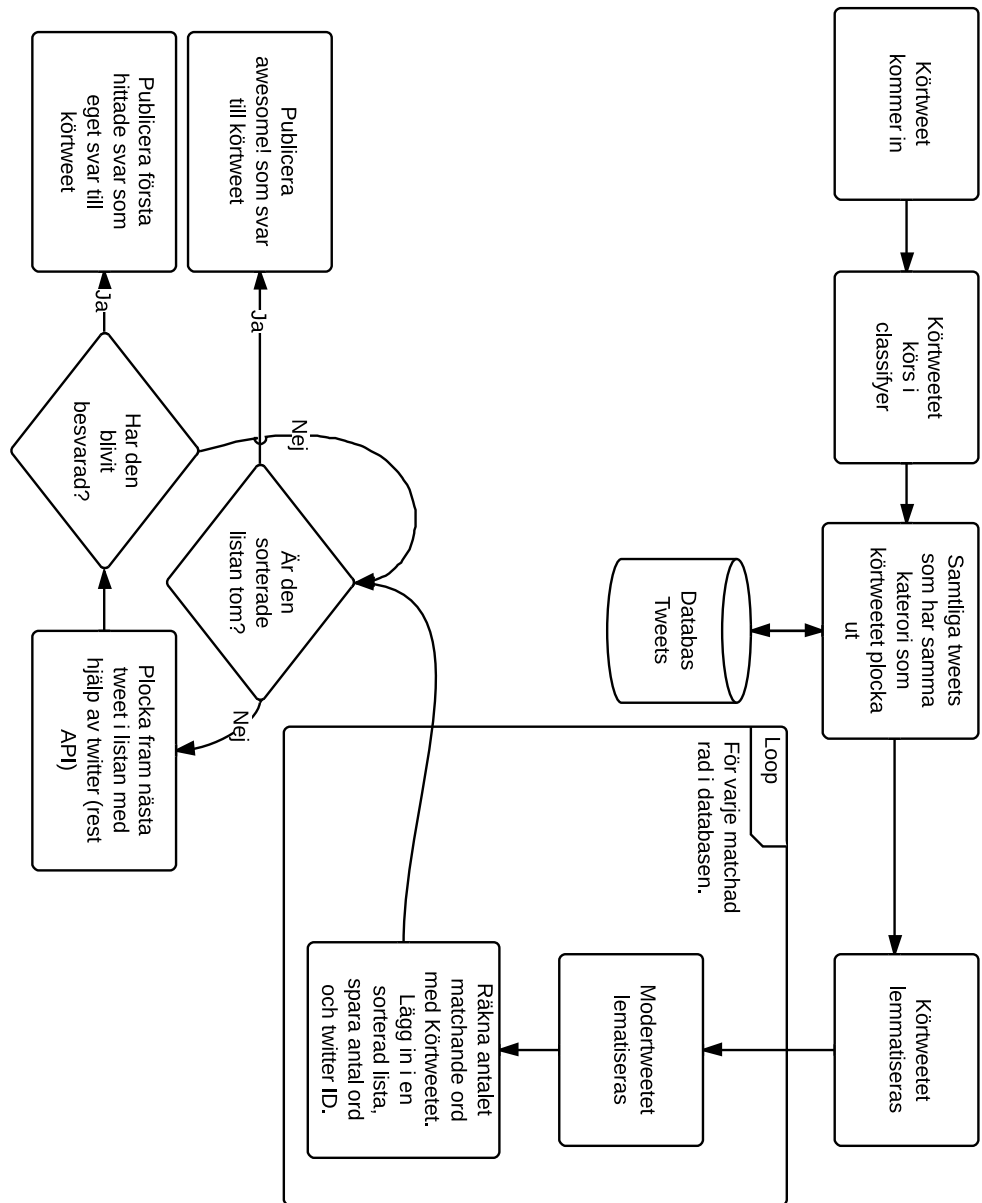 Körtweet
kommer in
Körtweetet
körs i
classifyer
Samtliga tweets
som har samma
katerori som
körtweetet plocka
ut
Databas
Tweets
Körtweetet
lemmatiseras
Loop
För varje matchad
rad i databasen.
Modertweetet
lematiseras
Räkna antalet
matchande ord
med Körtweetet.
Lägg in i en
sorterad lista,
spara antal ord
och twitter ID.
Är den
sorterade
listan tom?
Ja
Publicera
awesome! som svar
till körtweet
Nej
Plocka fram nästa
tweet i listan med
hjälp av twitter (rest
API)
Har den
blivit
besvarad?
Nej
Ja
Publicera första
hittade svar som
eget svar till
körtweet